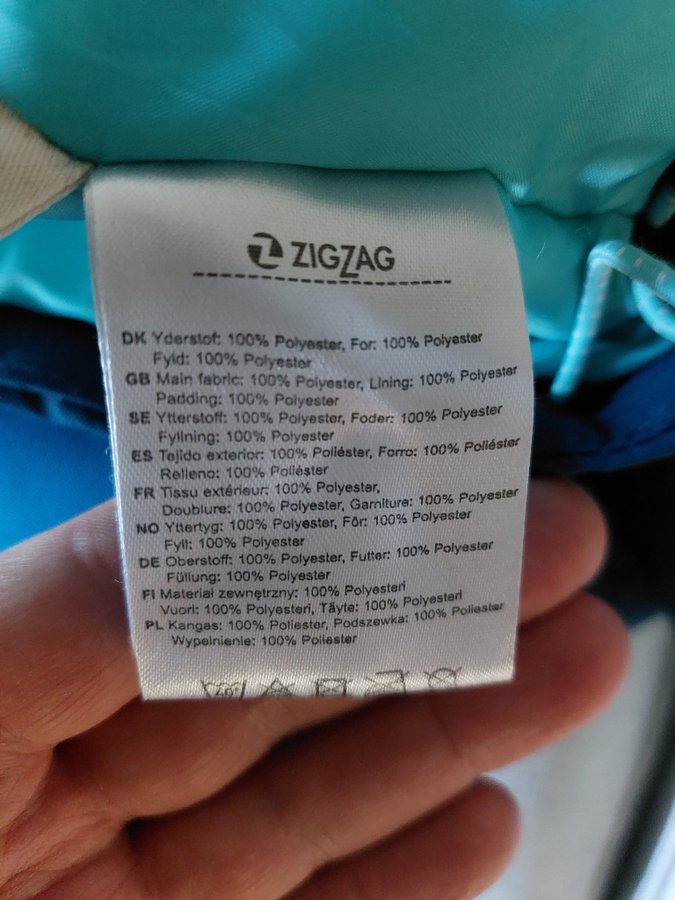 ZIGZAG
DK Yderstof: 100% Polyester, For: 100% Polyester
Fyld: 100% Polyester
GB Main fabric: 100% Polyester, Lining: 100% Polyester
Padding: 100% Polyester
SE Ytterstoff: 100% Polyester, Foder: 100% Polyester
Fyllning: 100% Polyester
ES Tejido exterior: 100% Poliéster, Forro: 100% Poliéster
Relleno: 100% Poliéster
FR Tissu extérieur: 100% Polyester,
Doublure: 100% Polyester, Garniture: 100% Polyester
NO Yttertyg: 100% Polyester, Fôr: 100% Polyester
Fyll: 100% Polyester
DE Oberstoff: 100% Polyester, Futter: 100% Polyester
Füllung: 100% Polyester
FI Material zewnętrzny: 100% Polyesteri
Vuori: 100% Polyesteri, Täyte: 100% Polyesteri
PL Kangas: 100% Poliester, Podszewka: 100% Poliester
Wypełnienie: 100% Poliester
40°